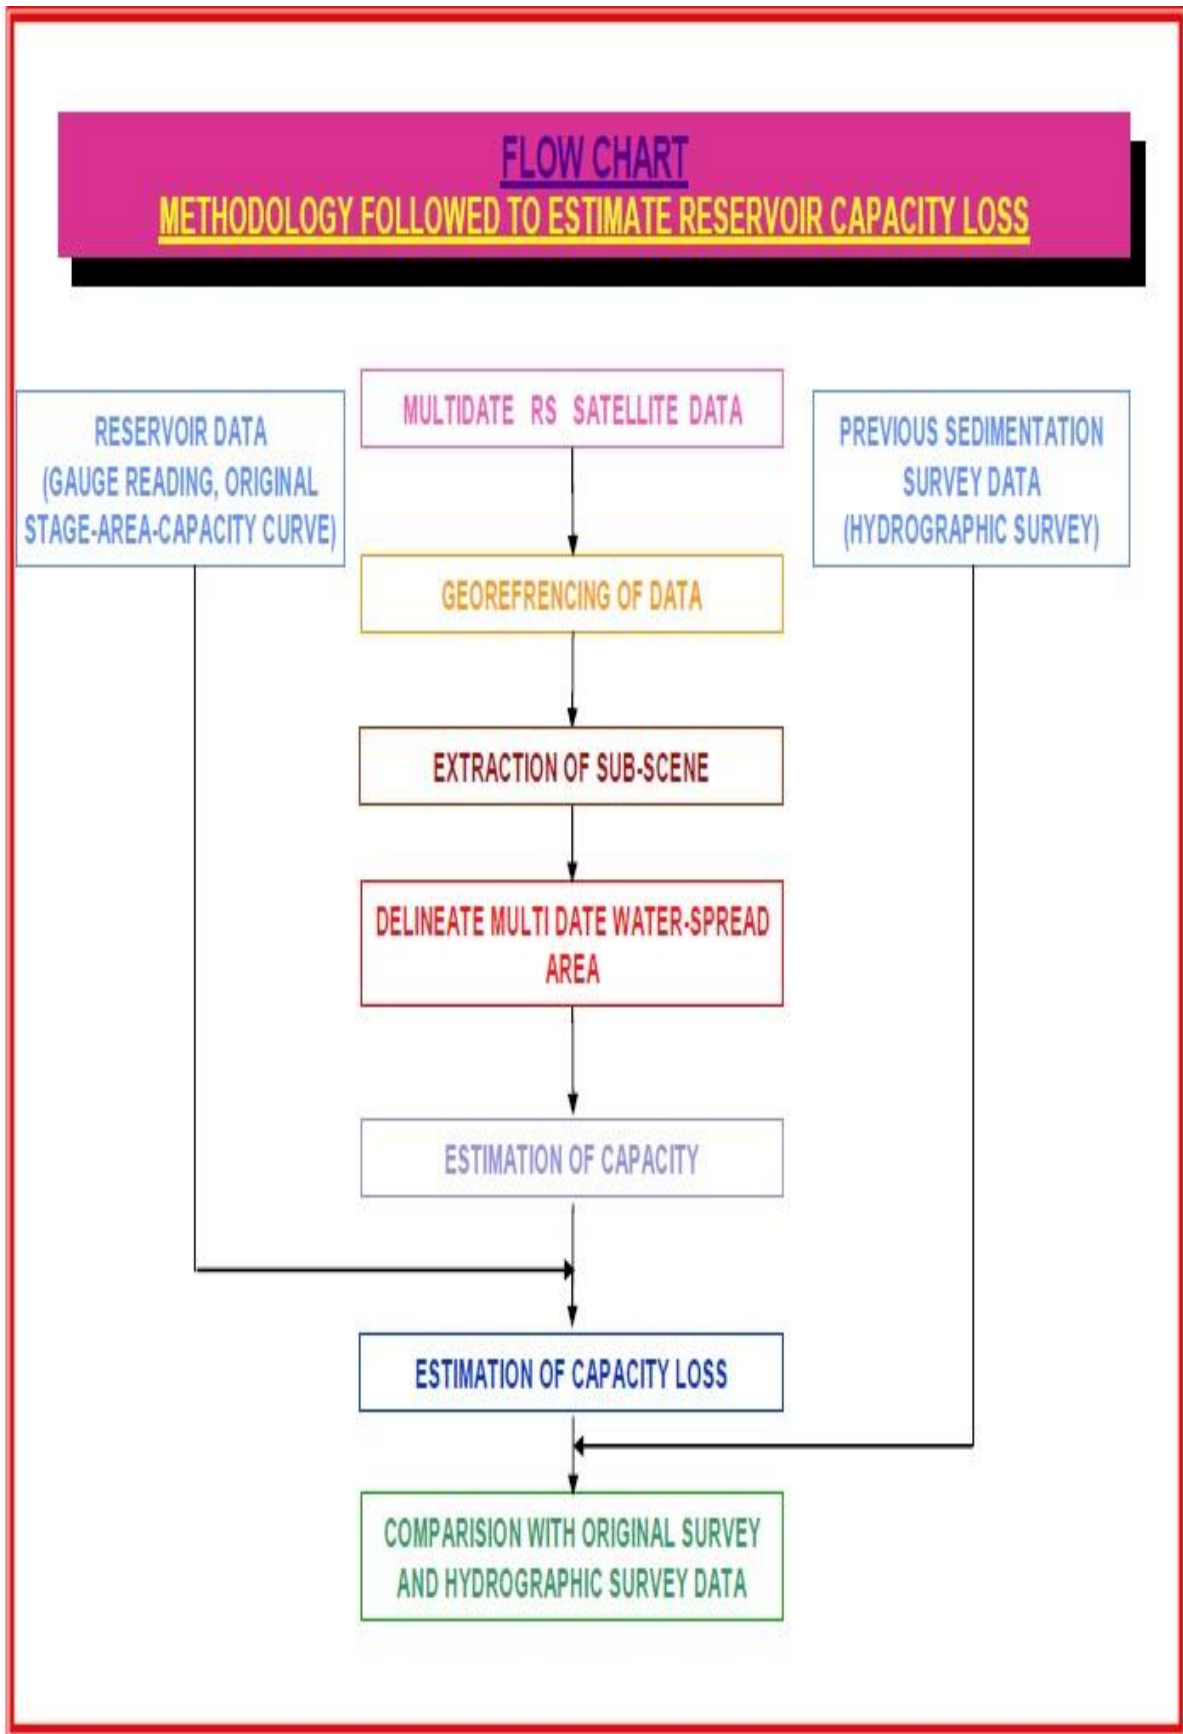 FLOW CHART
METHODOLOGY FOLLOWED TO ESTIMATE RESERVOIR CAPACITY LOSS
RESERVOIR DATA
(GAUGE READING, ORIGINAL
STAGE-AREA-CAPACITY CURVE)
MULTIDATE RS SATELLITE DATA
PREVIOUS SEDIMENTATION
SURVEY DATA
(HYDROGRAPHIC SURVEY)
GEOREFRENCING OF DATA
EXTRACTION OF SUB-SCENE
DELINEATE MULTI DATE WATER-SPREAD
AREA
ESTIMATION OF CAPACITY
ESTIMATION OF CAPACITY LOSS
COMPARISION WITH ORIGINAL SURVEY
AND HYDROGRAPHIC SURVEY DATA